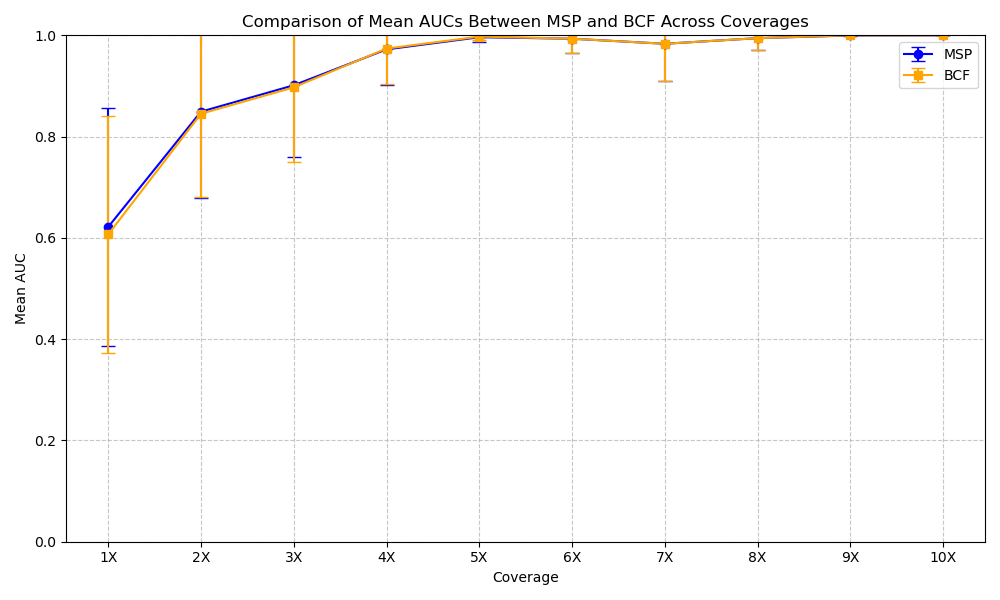 Comparison of Mean AUCs Between MSP and BCF Across Coverages
MSP
BCF
Mean AUC
1.0
0.8
0.6
0.4
0.2
0.0
1X 2X 3X 4X 5X 6X 7X 8X 9X 10X
Coverage